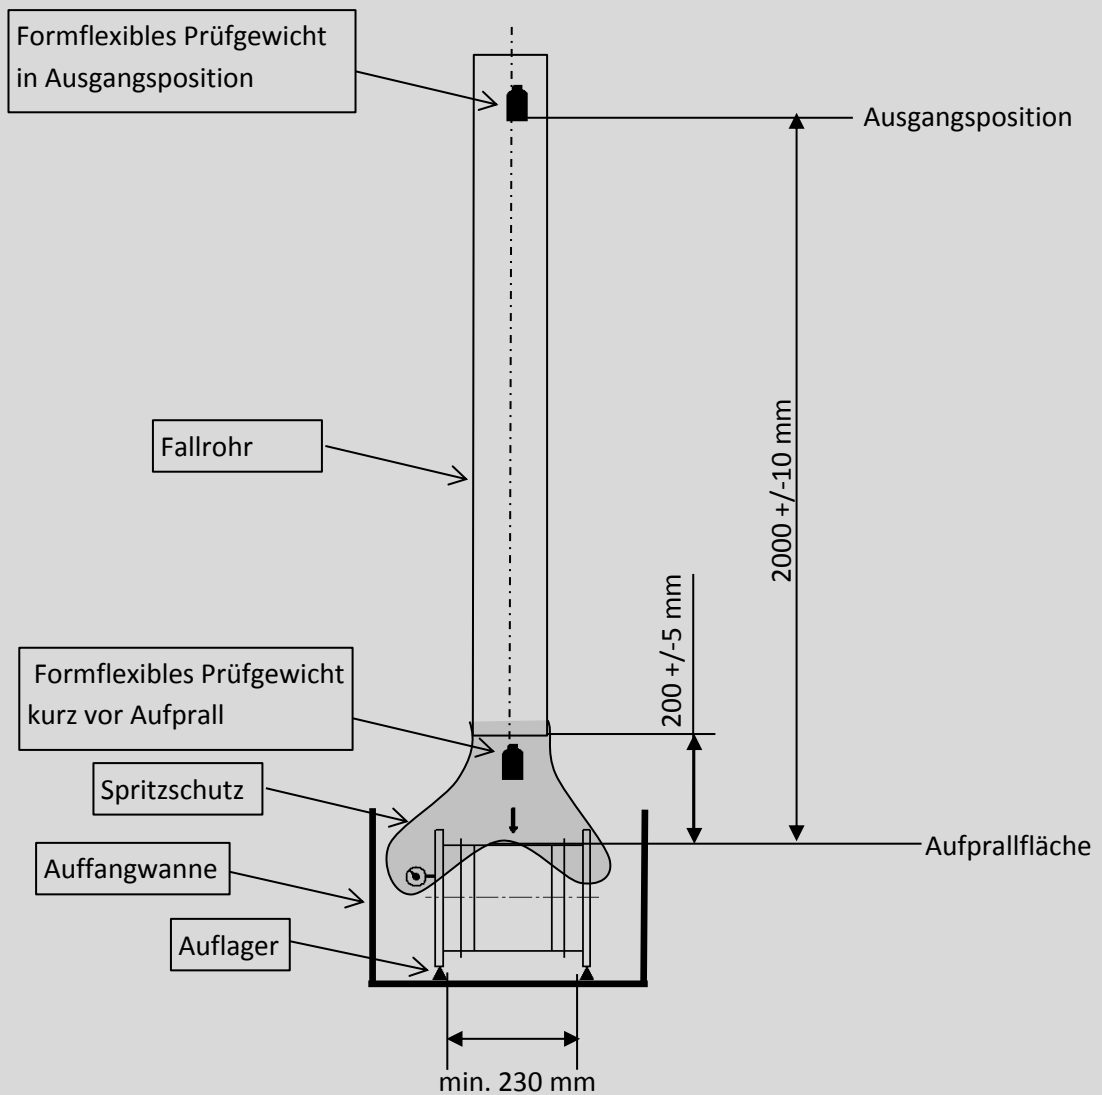 Formflexibles Prüfgewicht
in Ausgangsposition
Ausgangsposition
2000 +/-10 mm
Fallrohr
200 +/-5 mm
Formflexibles Prüfgewicht
kurz vor Aufprall
Spritzschutz
Aufprallfläche
Auffangwanne
Auflager
min. 230 mm